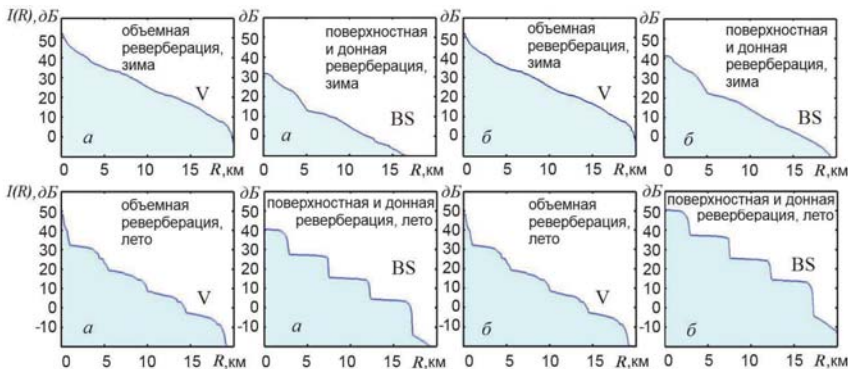 I(R), дБ
50
40
30
20
10
0
объемная
реверберация,
зима
V
а
0 5 10 15 R, км
50
40
30
20
10
0
поверхностная
и донная
реверберация,
зима
BS
а
0 5 10 15 R, км
50
40
30
20
10
0
объемная
реверберация,
зима
V
б
0 5 10 15 R, км
50
40
30
20
10
0
поверхностная
и донная
реверберация,
зима
BS
б
0 5 10 15 R, км
I(R), дБ
50
40
30
20
10
0
-10
объемная
реверберация,
лето
V
а
0 5 10 15 R, км
50
40
30
20
10
0
-10
поверхностная и донная
реверберация, лето
BS
а
0 5 10 15 R, км
50
40
30
20
10
0
-10
объемная
реверберация,
лето
V
б
0 5 10 15 R, км
50
40
30
20
10
0
-10
поверхностная и донная
реверберация, лето
BS
б
0 5 10 15 R, км